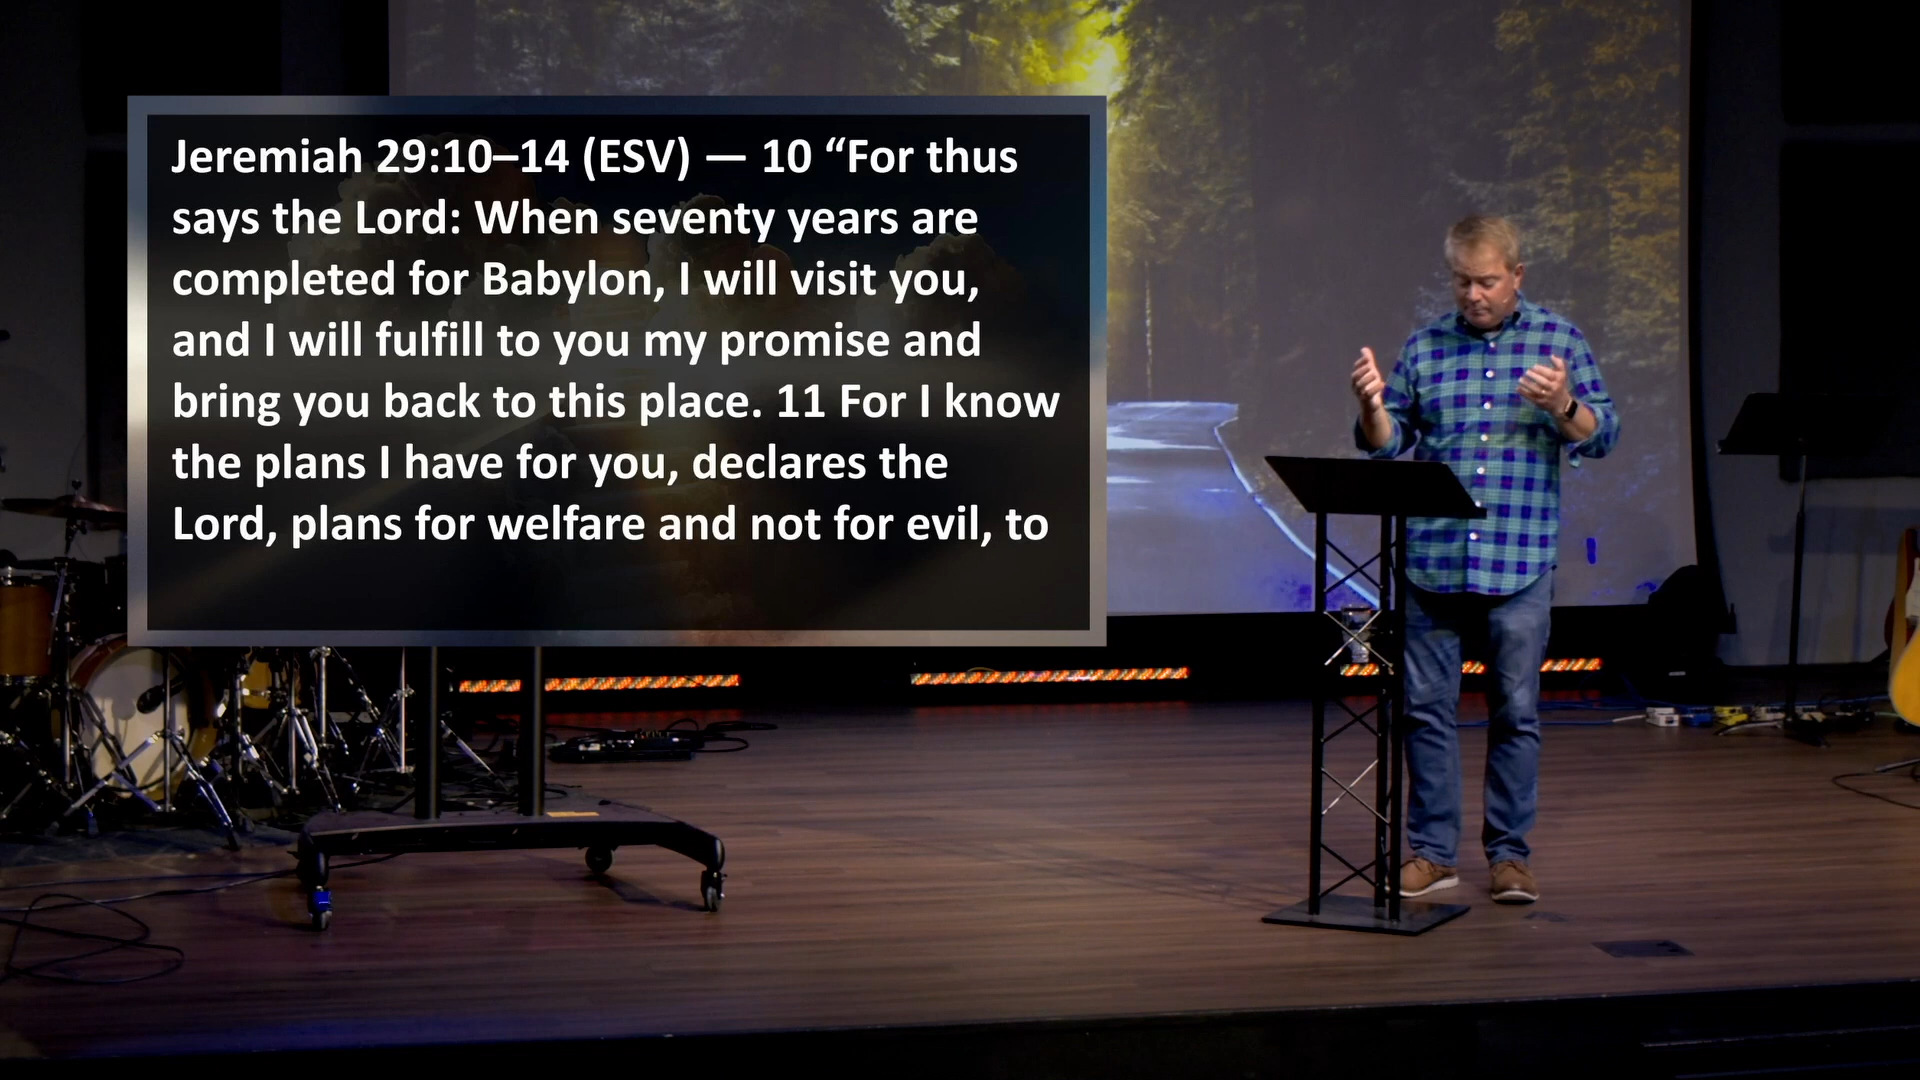 Jeremiah 29:10–14 (ESV) — 10 “For thus
says the Lord: When seventy years are
completed for Babylon, I will visit you,
and I will fulfill to you my promise and
bring you back to this place. 11 For I know
the plans I have for you, declares the
Lord, plans for welfare and not for evil, to